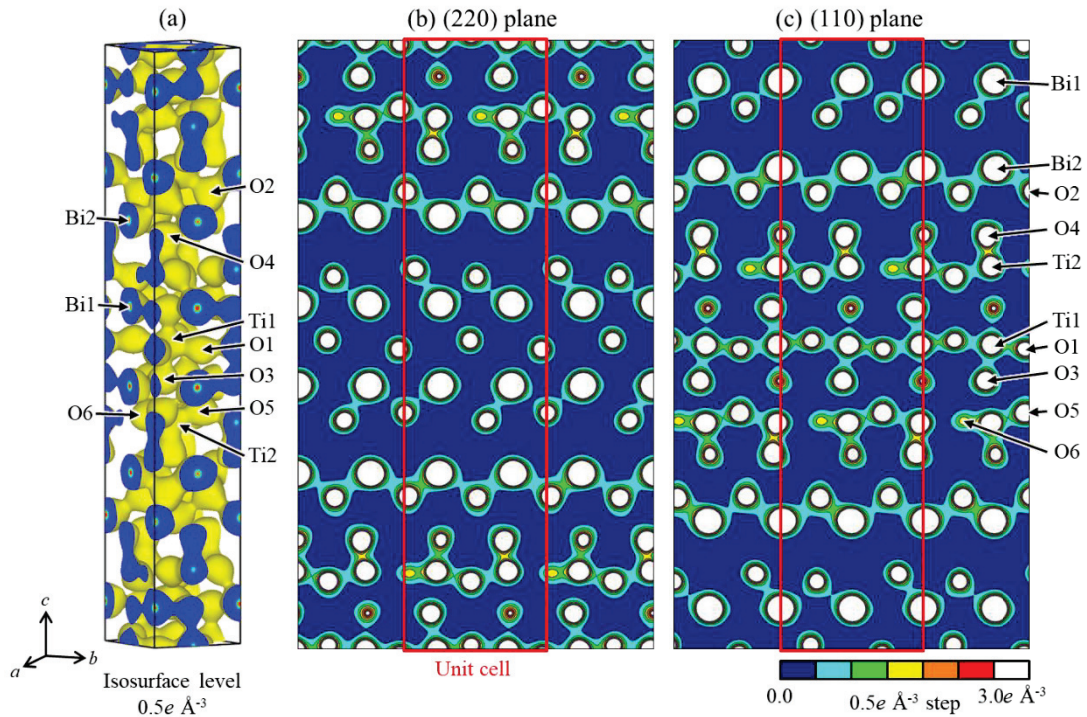 (a)
(b) (220) plane
(c) (110) plane
O2
Bi2
O4
Bi1
Ti1
O1
O3
O6
O5
Ti2
c
a
b
Isosurface level
0.5e Å⁻³
Unit cell
Bi1
Bi2
O2
O4
Ti2
Ti1
O1
O3
O5
O6
0.0
0.5e Å⁻³
step
3.0e Å⁻³